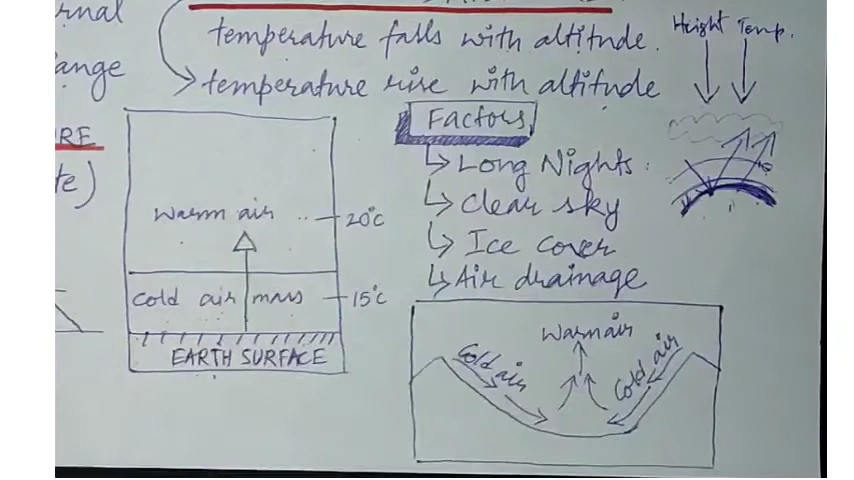 rnal
ange
RE
te)
temperature falls with altitude.
temperature rise with altitude
Height Temp.
Factors
Long Nights
Clear sky
Ice cover
Air drainage
Warm air
20°C
Cold air mass
15°C
EARTH SURFACE
Warm air
Cold air
Cold air